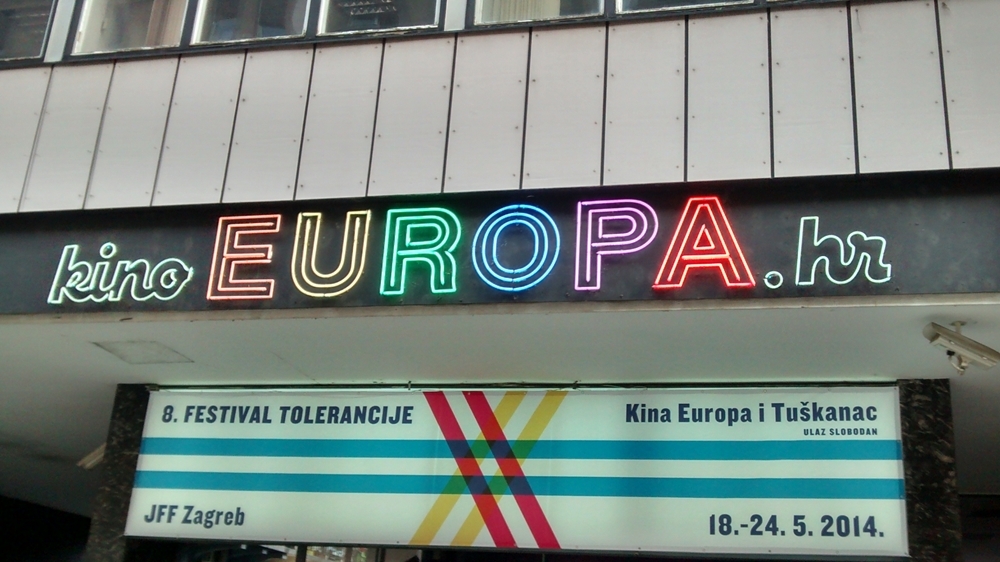 kino EUROPA.hr
8. FESTIVAL TOLERANCIJE
Kina Europa i Tuškanac
ULAZ SLOBODAN
JFF Zagreb
18.-24. 5. 2014.